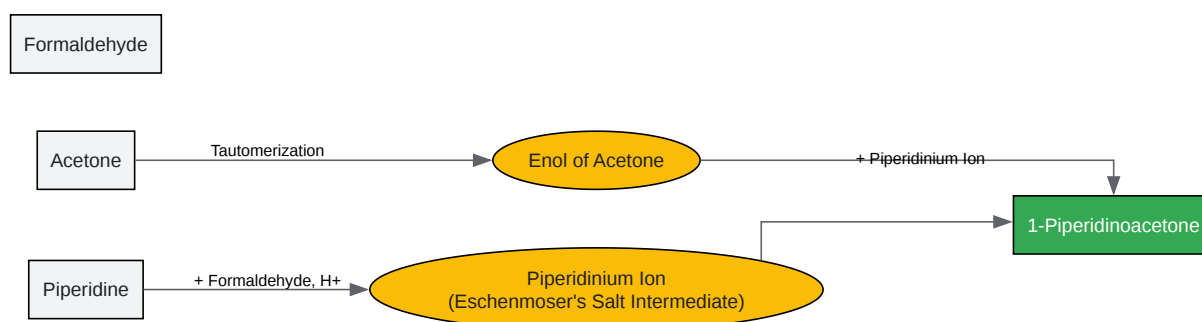 Formaldehyde
Acetone
Tautomerization
Enol of Acetone
+ Piperidinium Ion
1-Piperidinoacetone
Piperidine
+ Formaldehyde, H+
Piperidinium Ion
(Eschenmoser's Salt Intermediate)